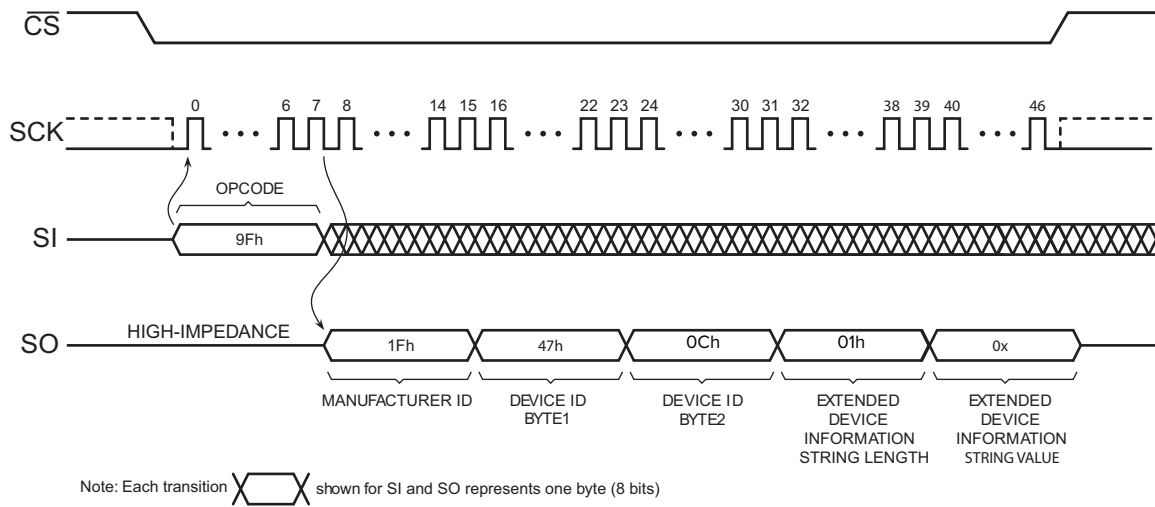 CS
0 6 7 8 14 15 16 22 23 24 30 31 32 38 39 40 46
SCK
OPCODE
SI 9Fh
HIGH-IMPEDANCE
SO 1Fh 47h 0Ch 01h 0x
MANUFACTURER ID
DEVICE ID
BYTE1
DEVICE ID
BYTE2
EXTENDED
DEVICE
INFORMATION
STRING LENGTH
EXTENDED
DEVICE
INFORMATION
STRING VALUE
Note: Each transition shown for SI and SO represents one byte (8 bits)